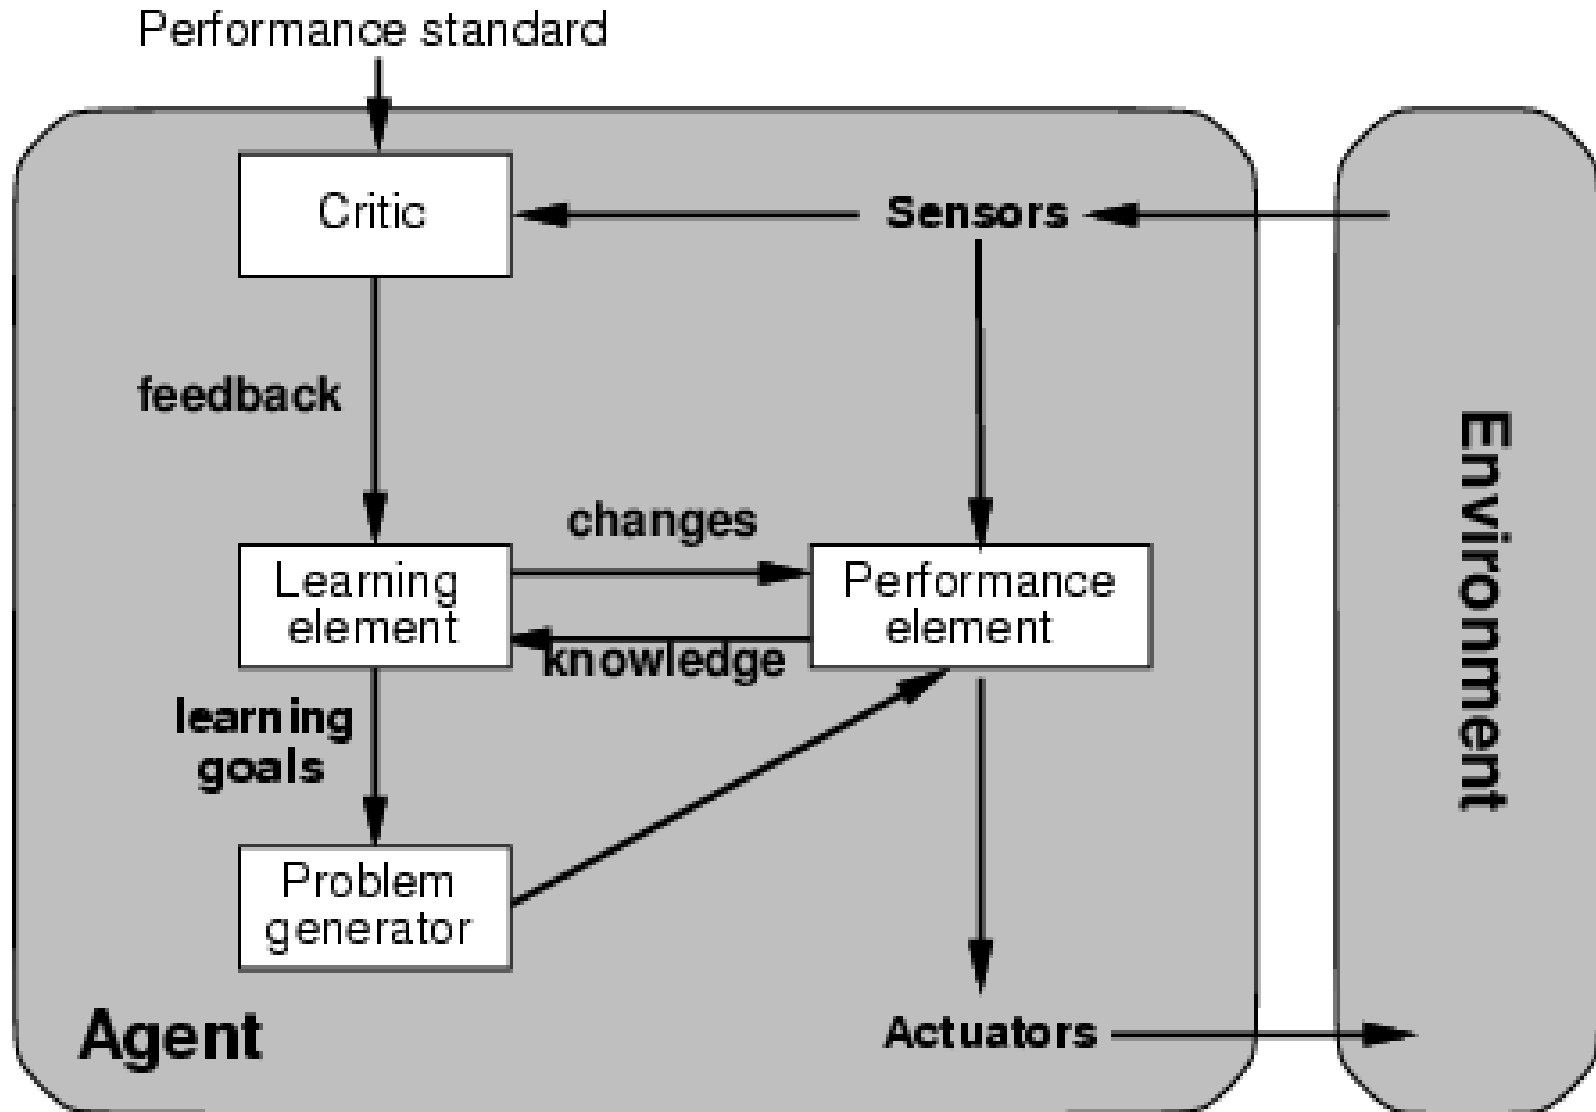 Performance standard
Critic
Sensors
feedback
changes
Learning
element
Performance
element
knowledge
learning
goals
Problem
generator
Agent
Actuators
Environment